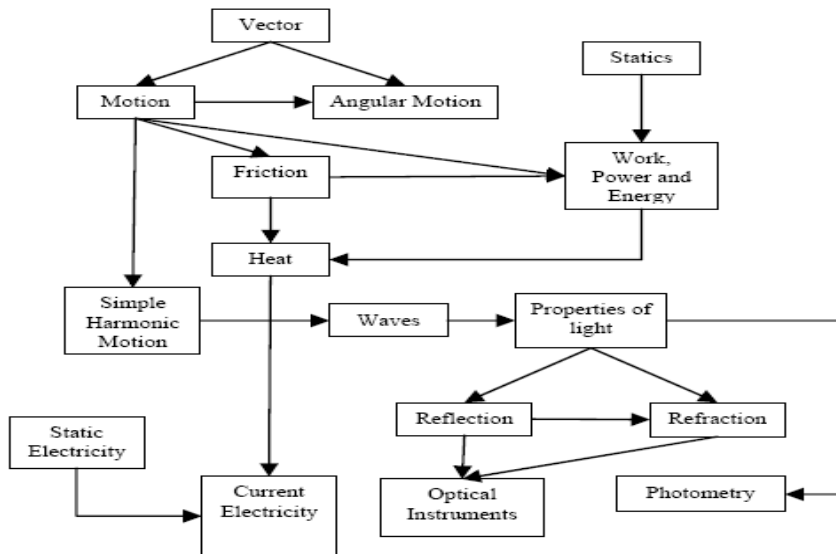 Vector
Statics
Motion
Angular Motion
Work,
Power and
Energy
Friction
Heat
Simple
Harmonic
Motion
Waves
Properties of
light
Reflection
Refraction
Static
Electricity
Current
Electricity
Optical
Instruments
Photometry